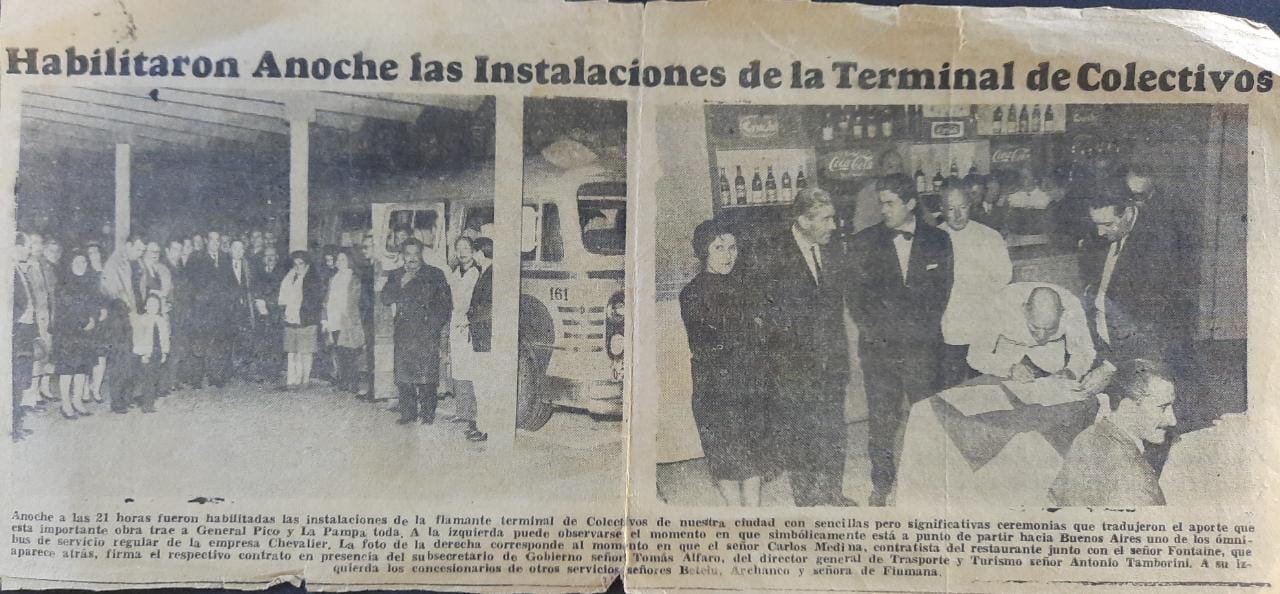 Habilitaron Anoche las Instalaciones de la Terminal de Colectivos
161
Coca-Cola
Coca-Cola
Anoche a las 21 horas fueron habilitadas las instalaciones de la flamante terminal de Colectivos de nuestra ciudad con sencillas pero significativas ceremonias que tradujeron el aporte que
esta importante obra trae a General Pico y La Pampa toda. A la izquierda puede observarse el momento en que simbólicamente está a punto de partir hacia Buenos Aires uno de los ómni-
bus de servicio regular de la empresa Chevalier. La foto de la derecha corresponde al momento en que el señor Carlos Medina, contratista del restaurante junto con el señor Fontaine, que
aparece atrás, firma el respectivo contrato en presencia del subsecretario de Gobierno señor Tomás Alfaro, del director general de Trasporte y Turismo señor Antonio Tamborini. A su iz-
quierda los concesionarios de otros servicios señores Archanco y señora de Fiumana.